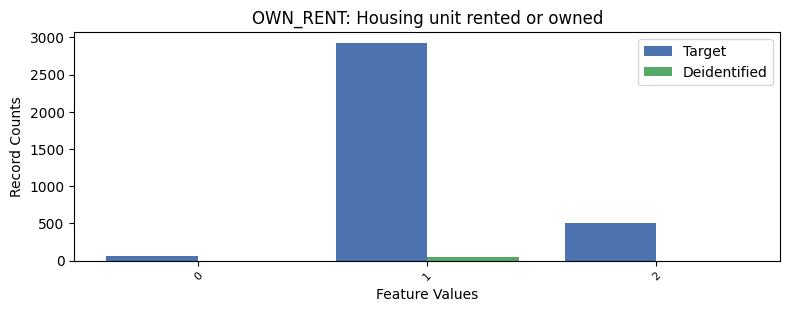 OWN_RENT: Housing unit rented or owned
Target
Deidentified
Record Counts
3000
2500
2000
1500
1000
500
0
0
1
2
Feature Values